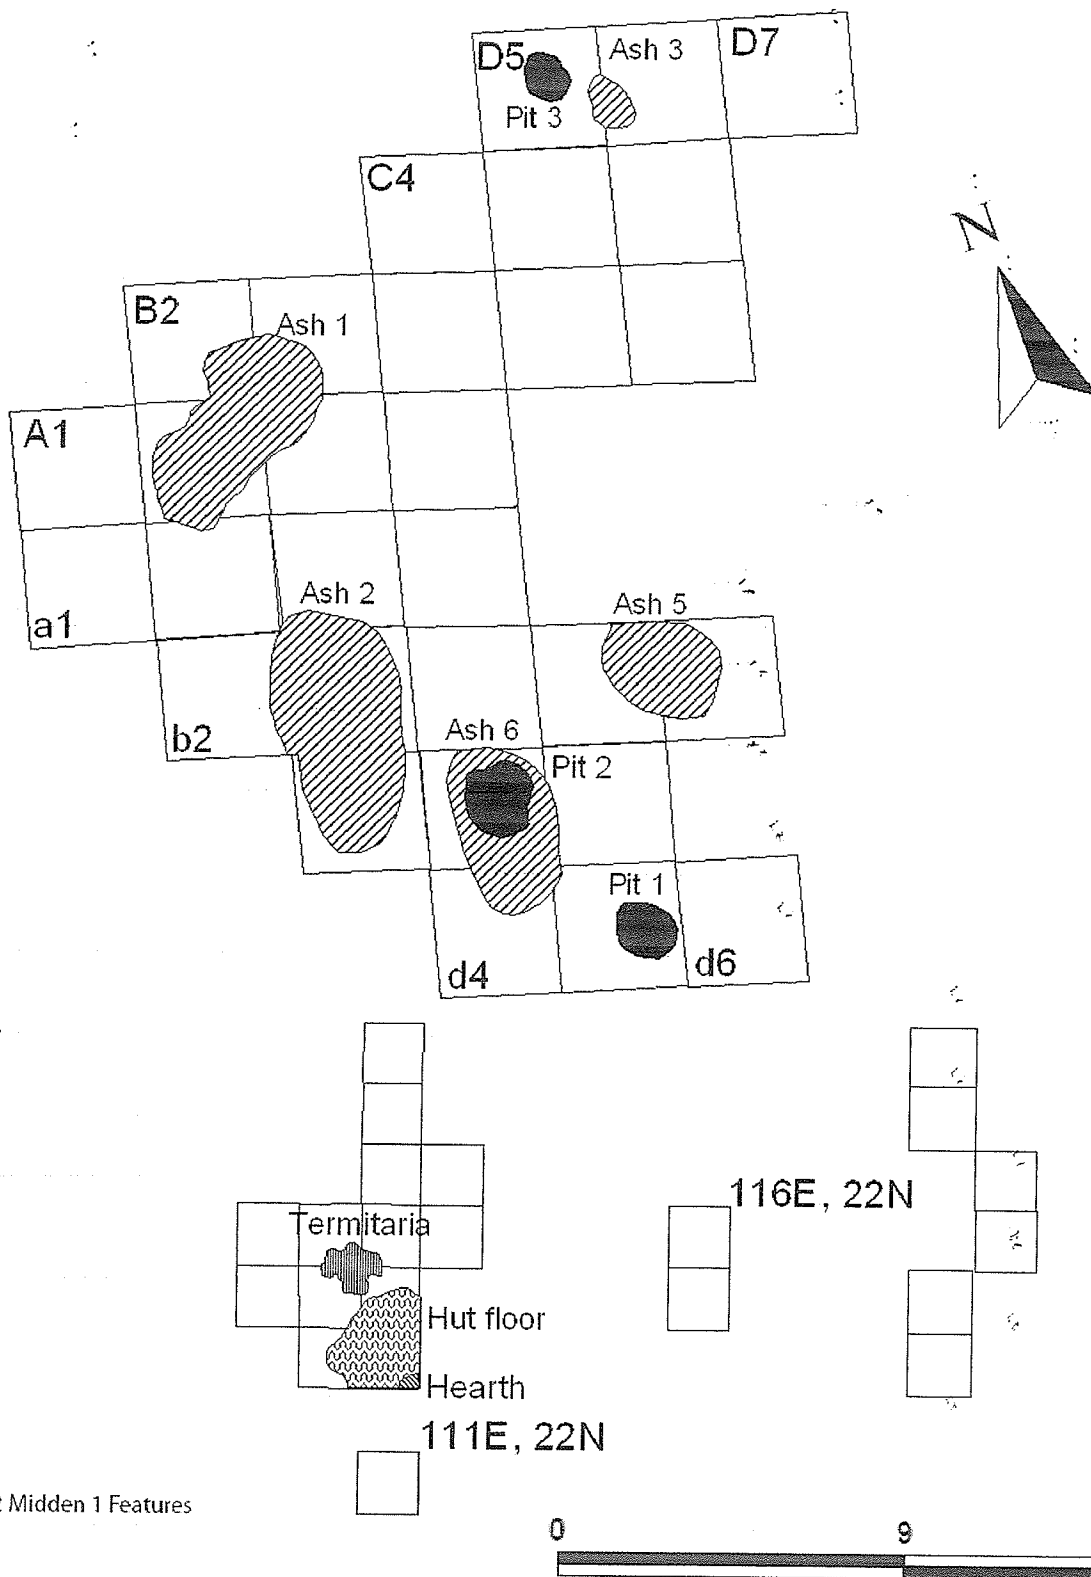 D5
Ash 3
D7
Pit 3
C4
N
B2
Ash 1
A1
Ash 2
Ash 5
a1
b2
Ash 6
Pit 2
Pit 1
d4
d6
116E, 22N
Termitaria
Hut floor
Hearth
111E, 22N
Midden 1 Features
0
9